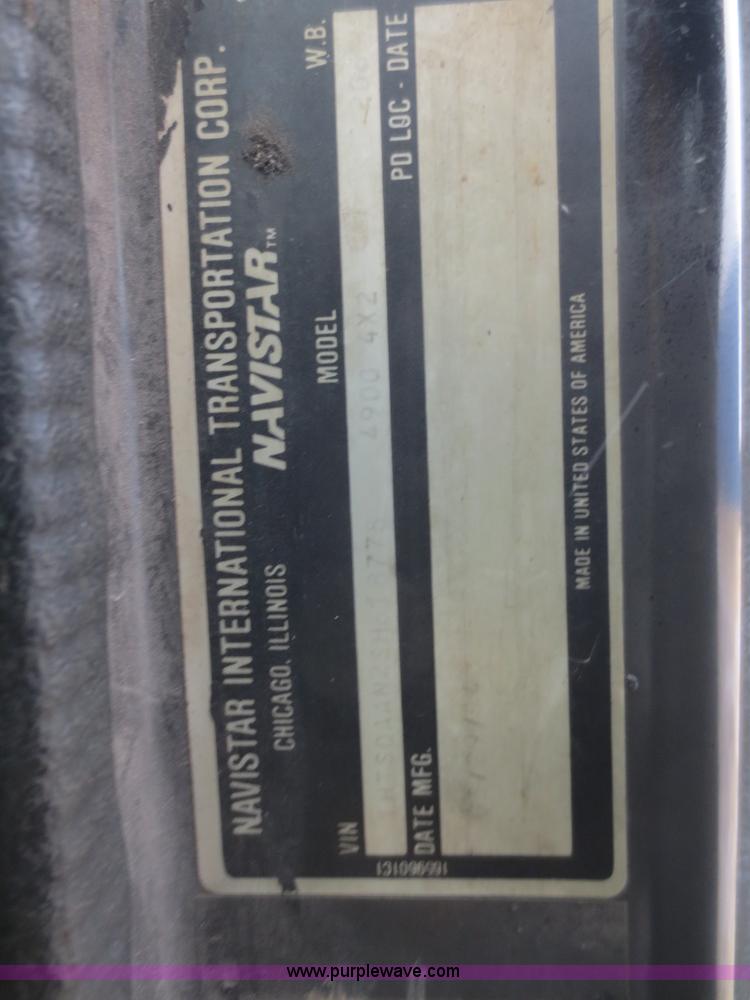 NAVISTAR INTERNATIONAL TRANSPORTATION CORP.
CHICAGO, ILLINOIS NAVISTAR™
VIN MODEL W.B.
4900 4X2
DATE MFG. PD LOC - DATE
MADE IN UNITED STATES OF AMERICA
www.purplewave.com